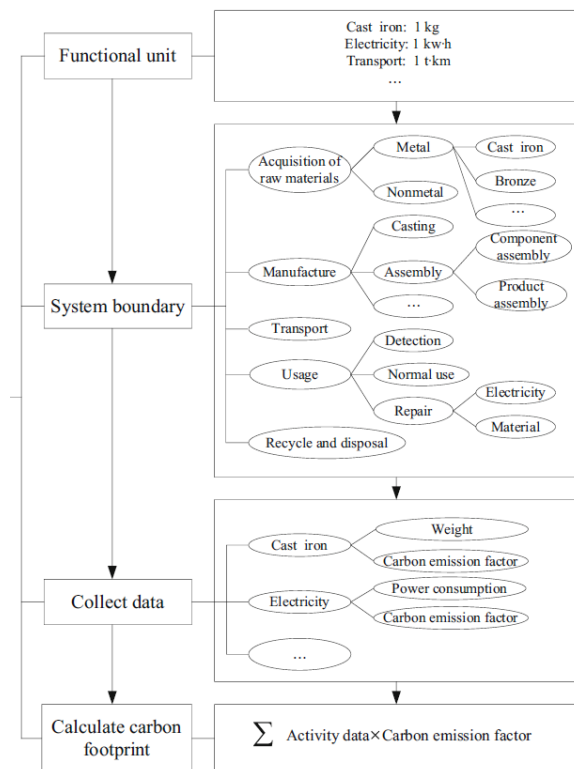 Functional unit
Cast iron: 1 kg
Electricity: 1 kw·h
Transport: 1 t·km
…
System boundary
Acquisition of
raw materials
Metal
Cast iron
Bronze
…
Nonmetal
Manufacture
Casting
Assembly
Component
assembly
Product
assembly
…
Transport
Usage
Detection
Normal use
Repair
Electricity
Material
Recycle and disposal
Collect data
Cast iron
Weight
Carbon emission factor
Electricity
Power consumption
Carbon emission factor
…
Calculate carbon
footprint
∑ Activity data×Carbon emission factor